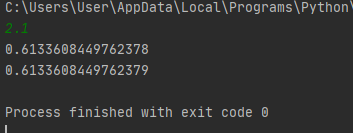 C:\Users\User\AppData\Local\Programs\Python\
2.1
0.6133608449762378
0.6133608449762379
Process finished with exit code 0